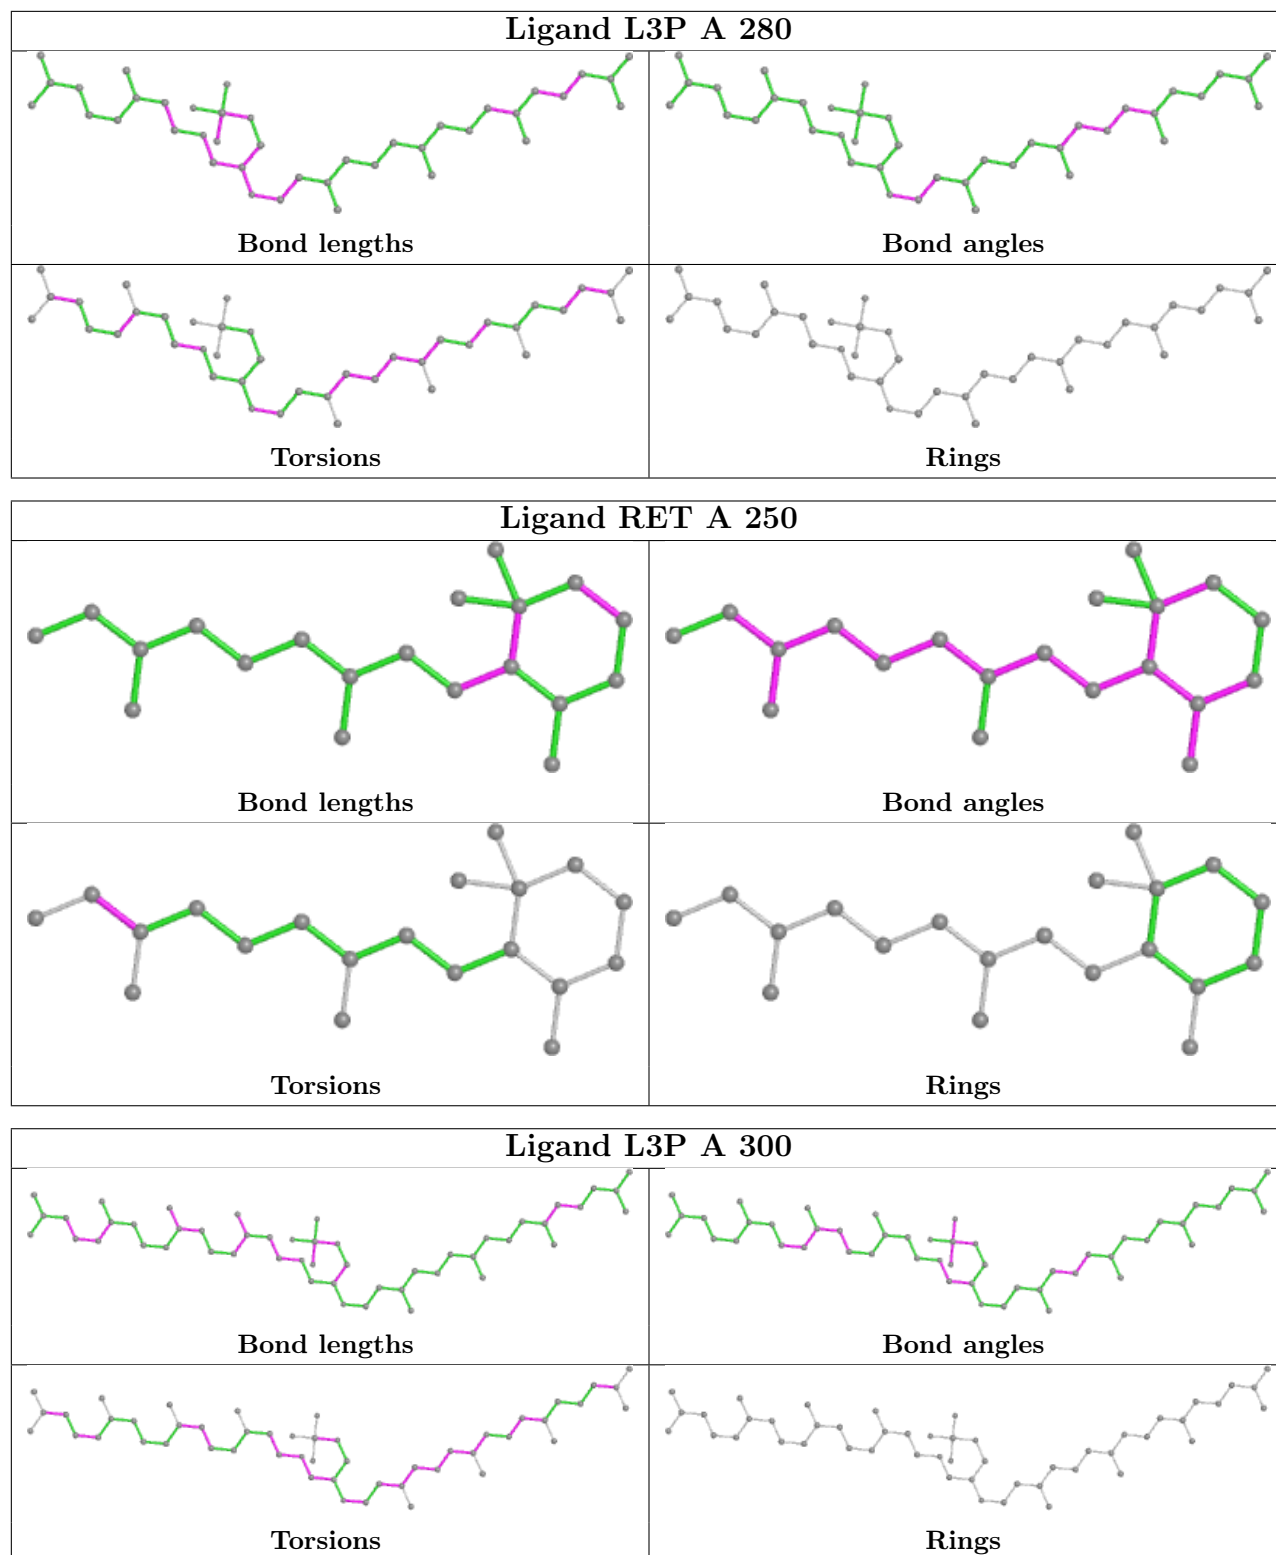 Ligand L3P A 280
Bond lengths
Bond angles
Torsions
Rings
Ligand RET A 250
Bond lengths
Bond angles
Torsions
Rings
Ligand L3P A 300
Bond lengths
Bond angles
Torsions
Rings